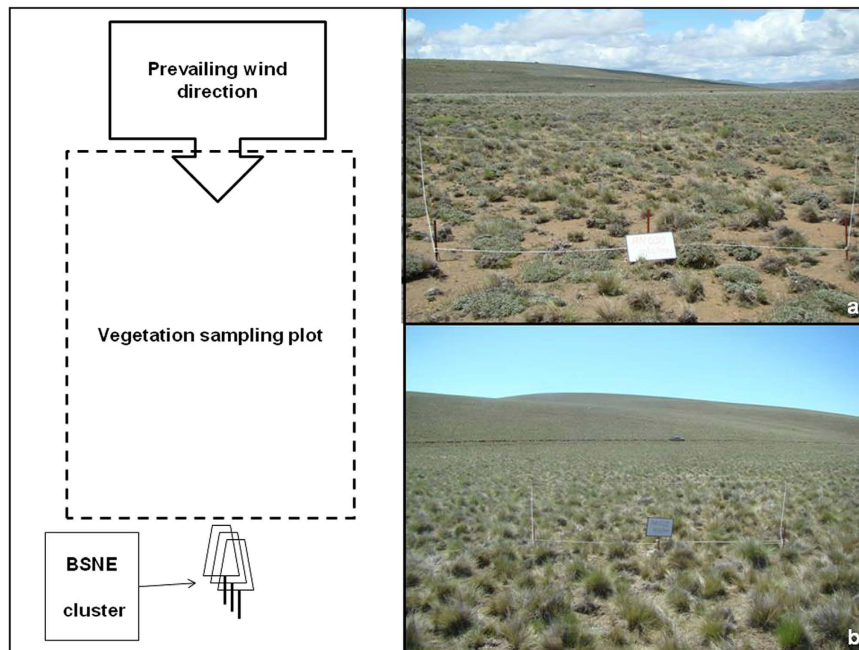 Prevailing wind
direction
Vegetation sampling plot
BSNE
cluster
a
b